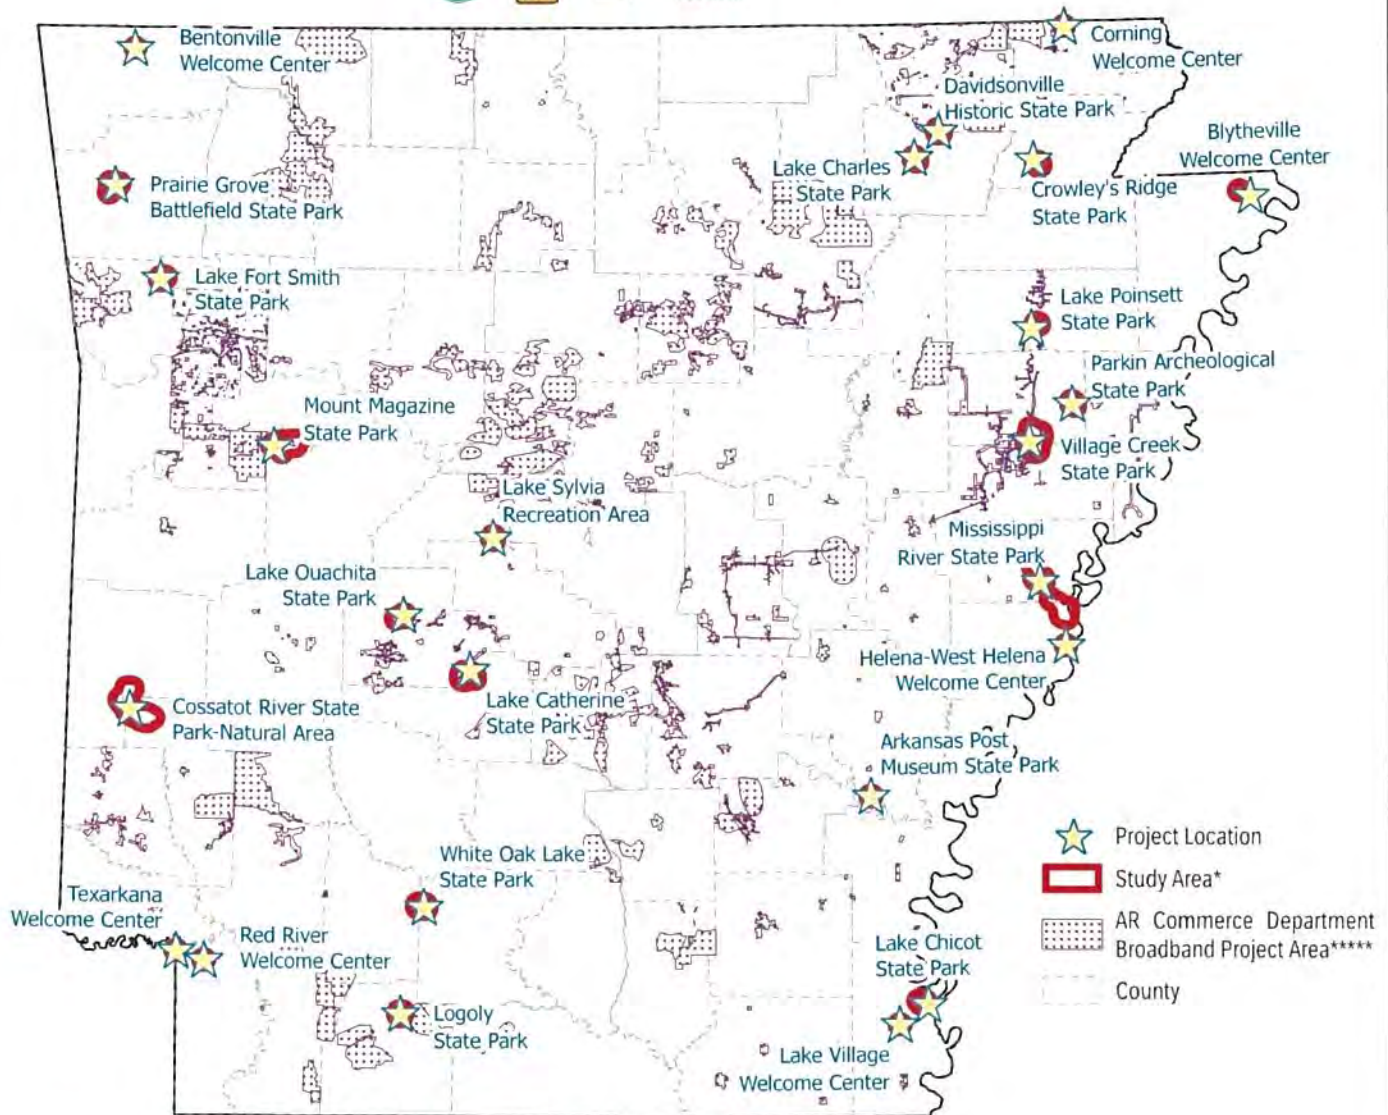 Bentonville
Welcome Center
Corning
Welcome Center
Davidsonville
Historic State Park
Blytheville
Welcome Center
Lake Charles
State Park
Crowley's Ridge
State Park
Prairie Grove
Battlefield State Park
Lake Fort Smith
State Park
Lake Poinsett
State Park
Parkin Archeological
State Park
Mount Magazine
State Park
Village Creek
State Park
Lake Sylvia
Recreation Area
Mississippi
River State Park
Lake Ouachita
State Park
Helena-West Helena
Welcome Center
Lake Catherine
State Park
Cossatot River State
Park-Natural Area
Arkansas Post
Museum State Park
White Oak Lake
State Park
Texarkana
Welcome Center
Red River
Welcome Center
Lake Chicot
State Park
Logoly
State Park
Lake Village
Welcome Center
Project Location
Study Area*
AR Commerce Department
Broadband Project Area*****
County